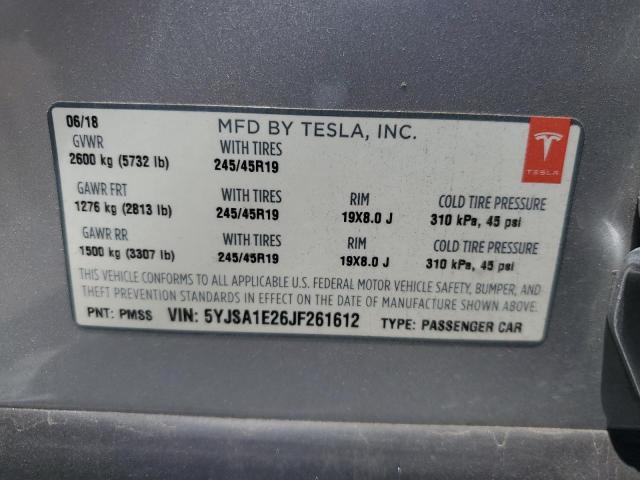 06/18 MFD BY TESLA, INC.
GVWR WITH TIRES
2600 kg (5732 lb) 245/45R19
TESLA
GAWR FRT WITH TIRES RIM COLD TIRE PRESSURE
1276 kg (2813 lb) 245/45R19 19X8.0 J 310 kPa, 45 psi
GAWR RR WITH TIRES RIM COLD TIRE PRESSURE
1500 kg (3307 lb) 245/45R19 19X8.0 J 310 kPa, 45 psi
THIS VEHICLE CONFORMS TO ALL APPLICABLE U.S. FEDERAL MOTOR VEHICLE SAFETY, BUMPER, AND
THEFT PREVENTION STANDARDS IN EFFECT ON THE DATE OF MANUFACTURE SHOWN ABOVE.
PNT: PMSS VIN: 5YJSA1E26JF261612 TYPE: PASSENGER CAR